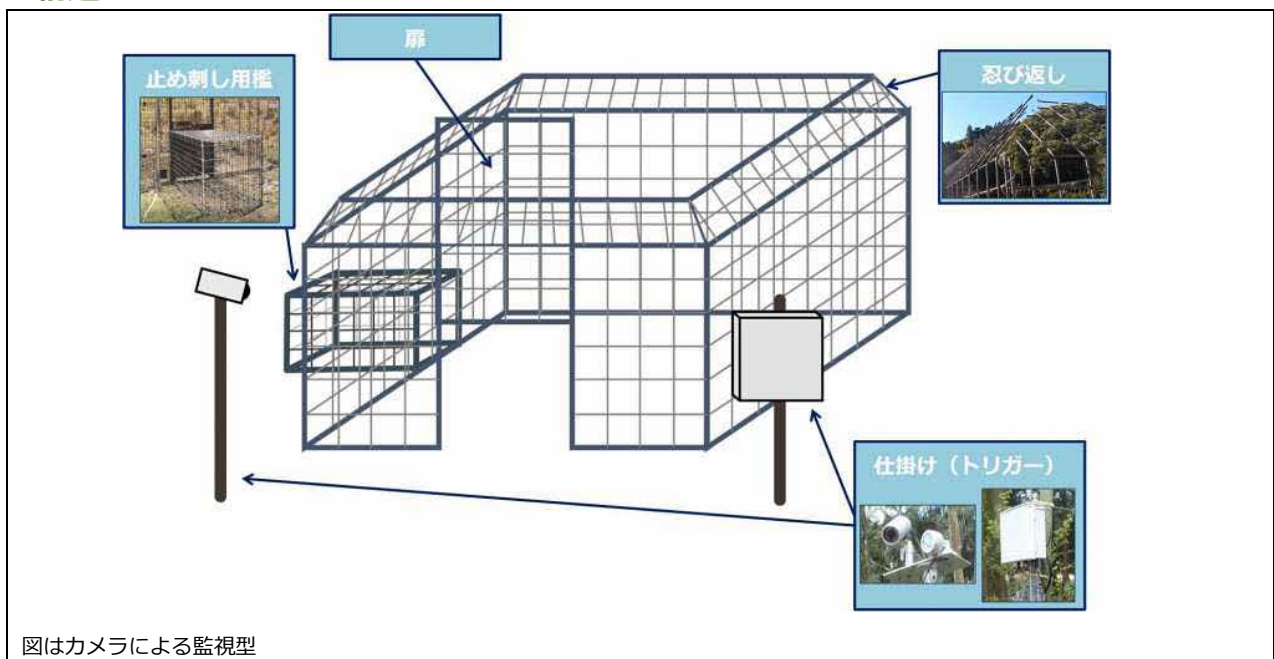 扉
止め刺し用檻
忍び返し
仕掛け（トリガー）
図はカメラによる監視型